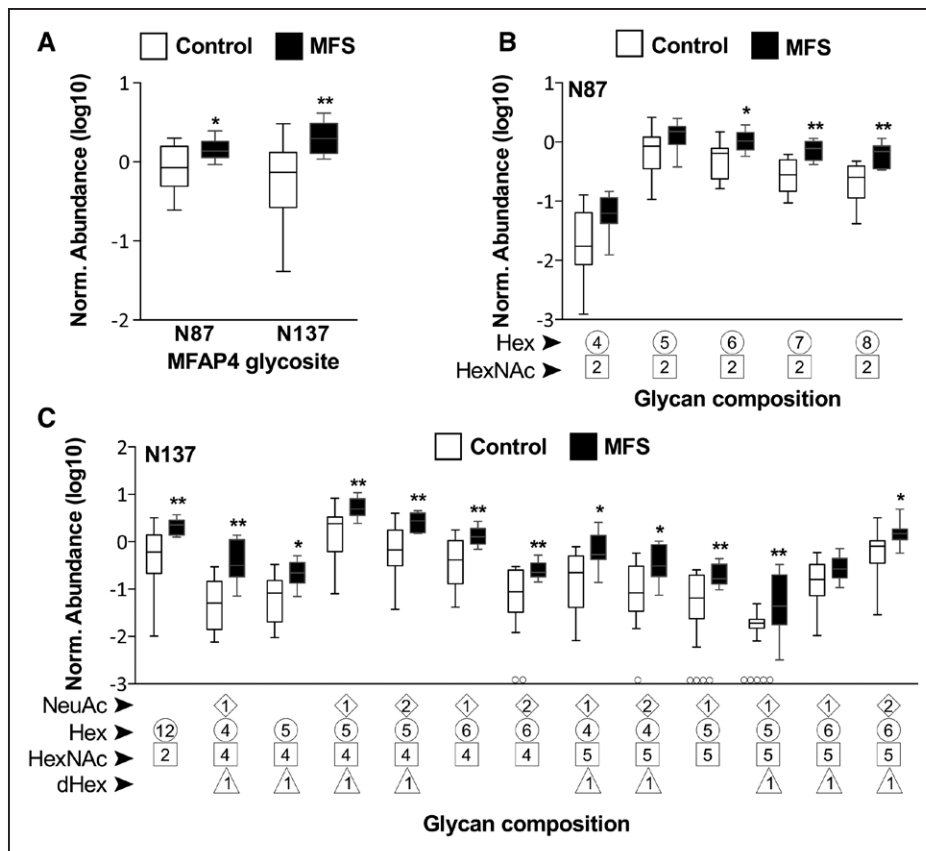 A
Control MFS
Norm. Abundance (log10)
1
0
-1
-2
* **
N87 N137
MFAP4 glycosite
B
Control MFS
N87
Norm. Abundance (log10)
1
0
-1
-2
-3
* ** **
Hex ➤ 4 5 6 7 8
HexNAc ➤ 2 2 2 2 2
Glycan composition
C
Control MFS
N137
Norm. Abundance (log10)
2
1
0
-1
-2
-3
** ** * ** ** ** ** * * ** ** *
NeuAc ➤ 1 1 2 1 2 1 2 1 1 1 2
Hex ➤ 12 4 5 5 5 6 6 4 4 5 5 6 6
HexNAc ➤ 2 4 4 4 4 4 4 5 5 5 5 5 5
dHex ➤ 1 1 1 1 1 1 1 1 1
Glycan composition